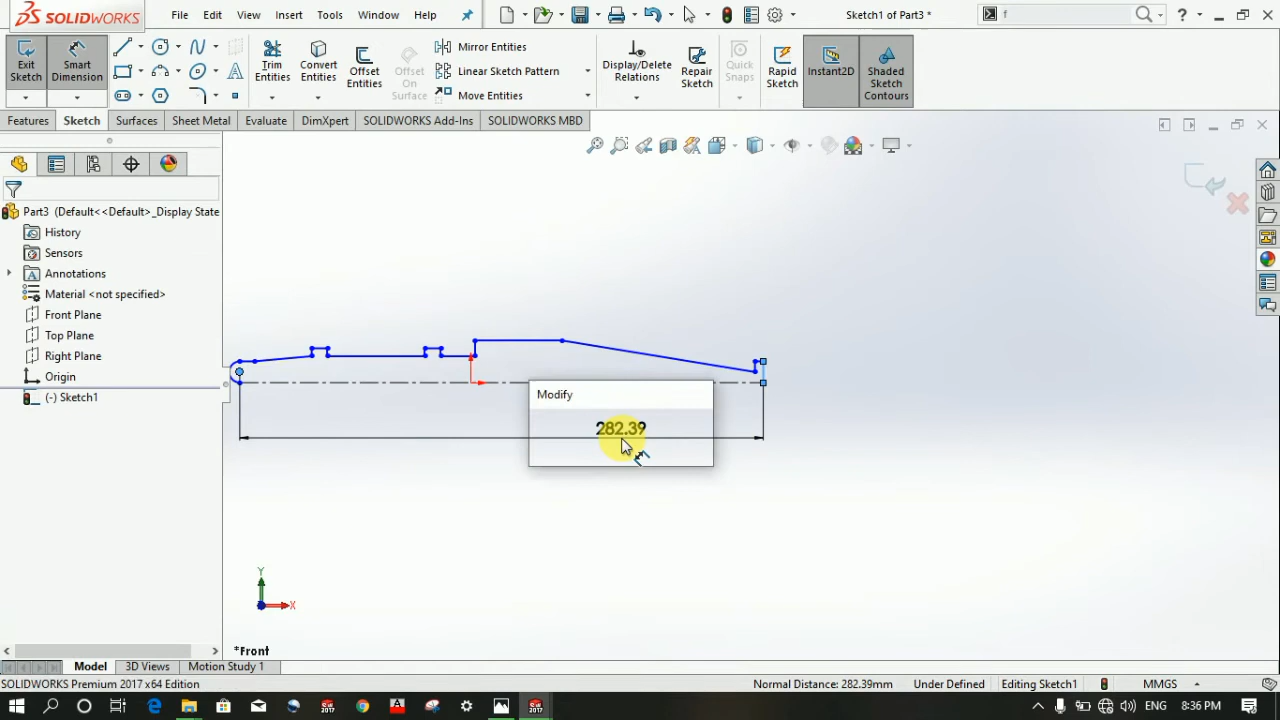 SOLIDWORKS
File
Edit
View
Insert
Tools
Window
Help
Sketch1 of Part3 *
f
?
Exit
Sketch
Smart
Dimension
Trim
Entities
Convert
Entities
Offset
Entities
Offset
On
Surface
Mirror Entities
Linear Sketch Pattern
Move Entities
Display/Delete
Relations
Repair
Sketch
Quick
Snaps
Rapid
Sketch
Instant2D
Shaded
Sketch
Contours
Features
Sketch
Surfaces
Sheet Metal
Evaluate
DimXpert
SOLIDWORKS Add-Ins
SOLIDWORKS MBD
Part3 (Default<<Default>_Display State
History
Sensors
Annotations
Material <not specified>
Front Plane
Top Plane
Right Plane
Origin
(-) Sketch1
Modify
282.39
Y
X
*Front
Model
3D Views
Motion Study 1
SOLIDWORKS Premium 2017 x64 Edition
Normal Distance: 282.39mm
Under Defined
Editing Sketch1
MMGS
ENG
8:36 PM